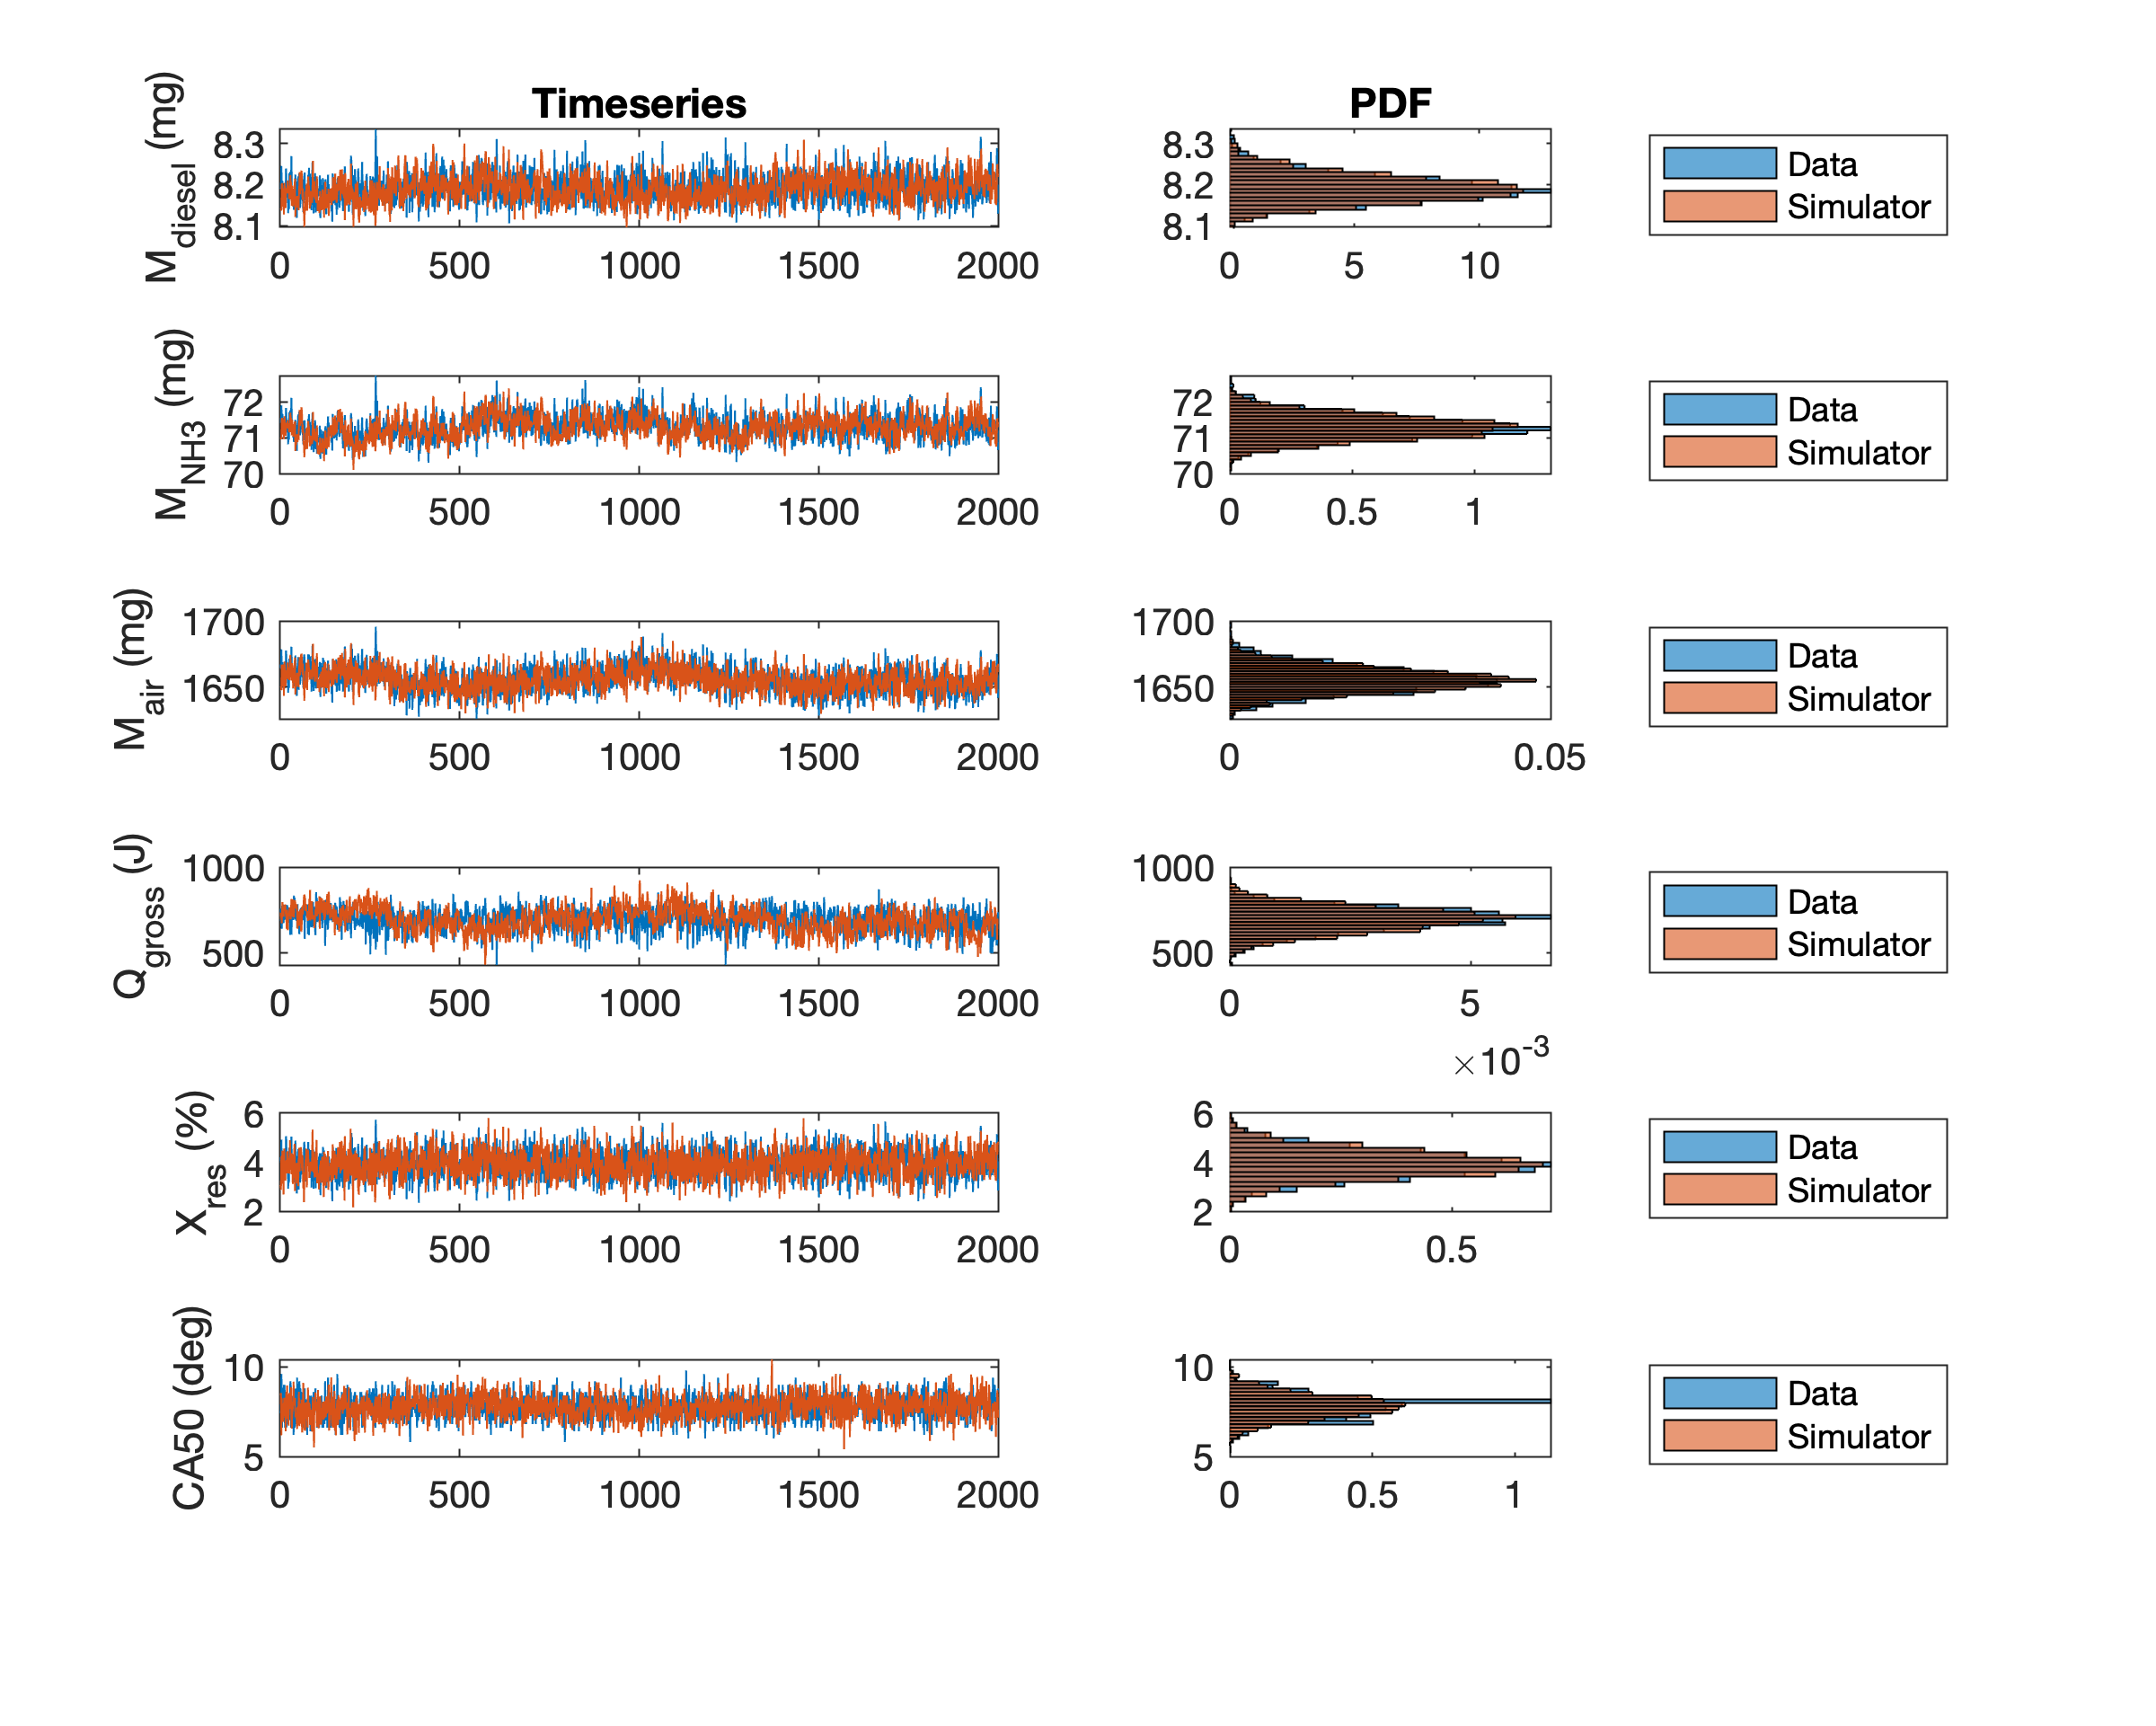 Timeseries
PDF
M_diesel (mg)
8.3
8.2
8.1
0 500 1000 1500 2000
8.3
8.2
8.1
0 5 10
Data
Simulator
M_NH3 (mg)
72
71
70
0 500 1000 1500 2000
72
71
70
0 0.5 1
Data
Simulator
M_air (mg)
1700
1650
0 500 1000 1500 2000
1700
1650
0 0.05
Data
Simulator
Q_gross (J)
1000
500
0 500 1000 1500 2000
1000
500
0 5
×10^-3
Data
Simulator
X_res (%)
6
4
2
0 500 1000 1500 2000
6
4
2
0 0.5
Data
Simulator
CA50 (deg)
10
5
0 500 1000 1500 2000
10
5
0 0.5 1
Data
Simulator